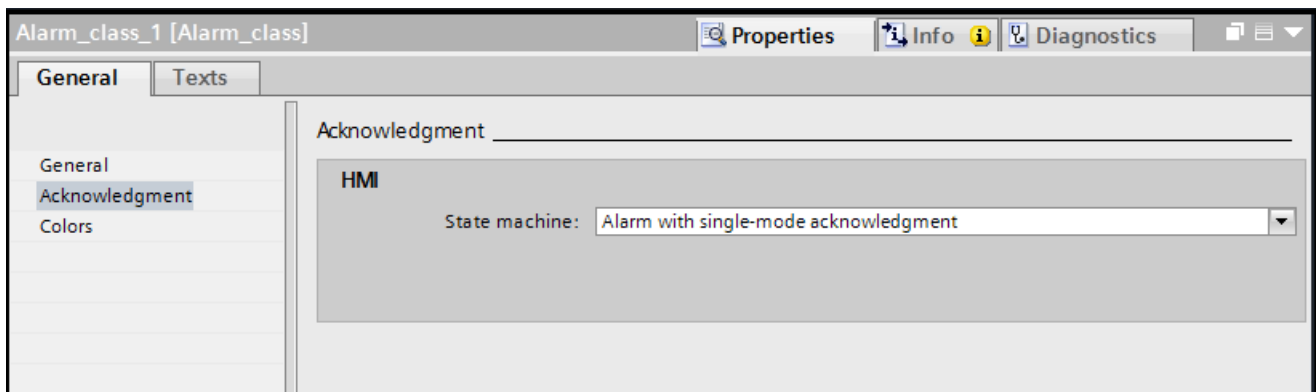 Alarm_class_1 [Alarm_class]
Properties
Info
Diagnostics
General
Texts
General
Acknowledgment
Colors
Acknowledgment
HMI
State machine: Alarm with single-mode acknowledgment